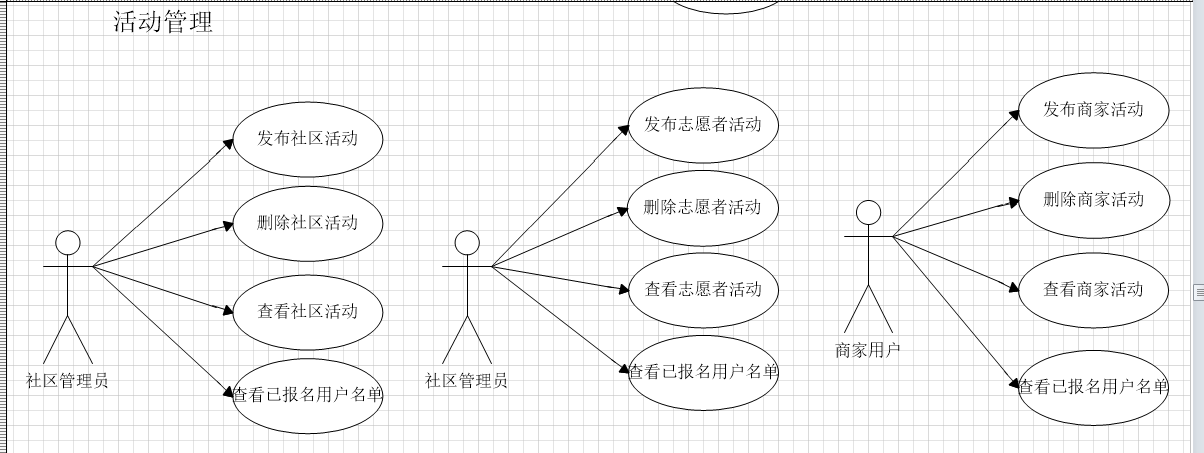 活动管理
发布社区活动
删除社区活动
查看社区活动
查看已报名用户名单
社区管理员
发布志愿者活动
删除志愿者活动
查看志愿者活动
查看已报名用户名单
社区管理员
发布商家活动
删除商家活动
查看商家活动
查看已报名用户名单
商家用户